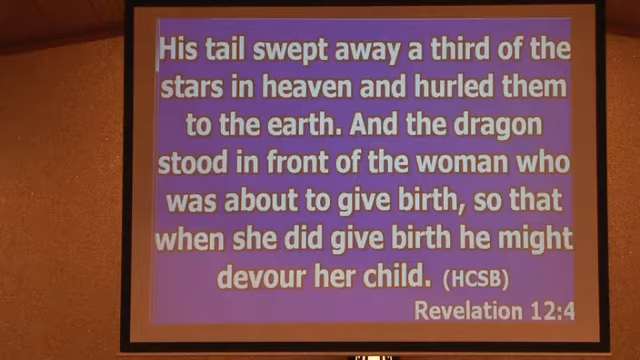 His tail swept away a third of the
stars in heaven and hurled them
to the earth. And the dragon
stood in front of the woman who
was about to give birth, so that
when she did give birth he might
devour her child. (HCSB)
Revelation 12:4